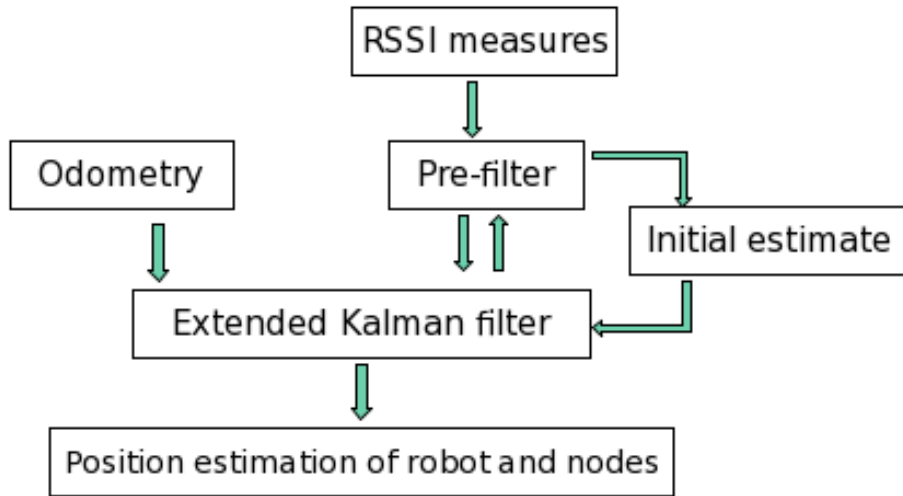 RSSI measures
Odometry
Pre-filter
Initial estimate
Extended Kalman filter
Position estimation of robot and nodes